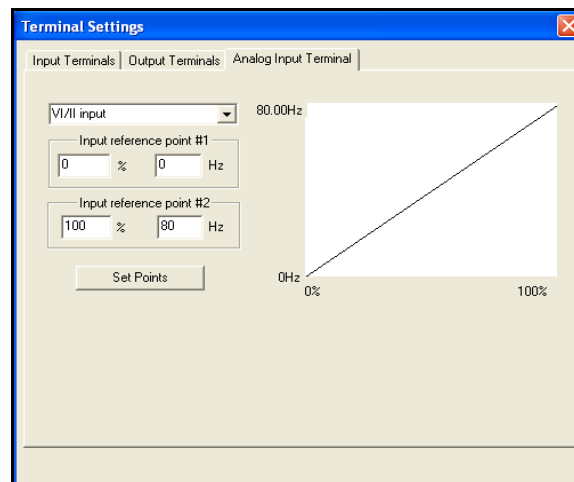 Terminal Settings
Input Terminals Output Terminals Analog Input Terminal
VI/II input
Input reference point #1
0 % 0 Hz
Input reference point #2
100 % 80 Hz
Set Points
80.00Hz
0Hz
0% 100%